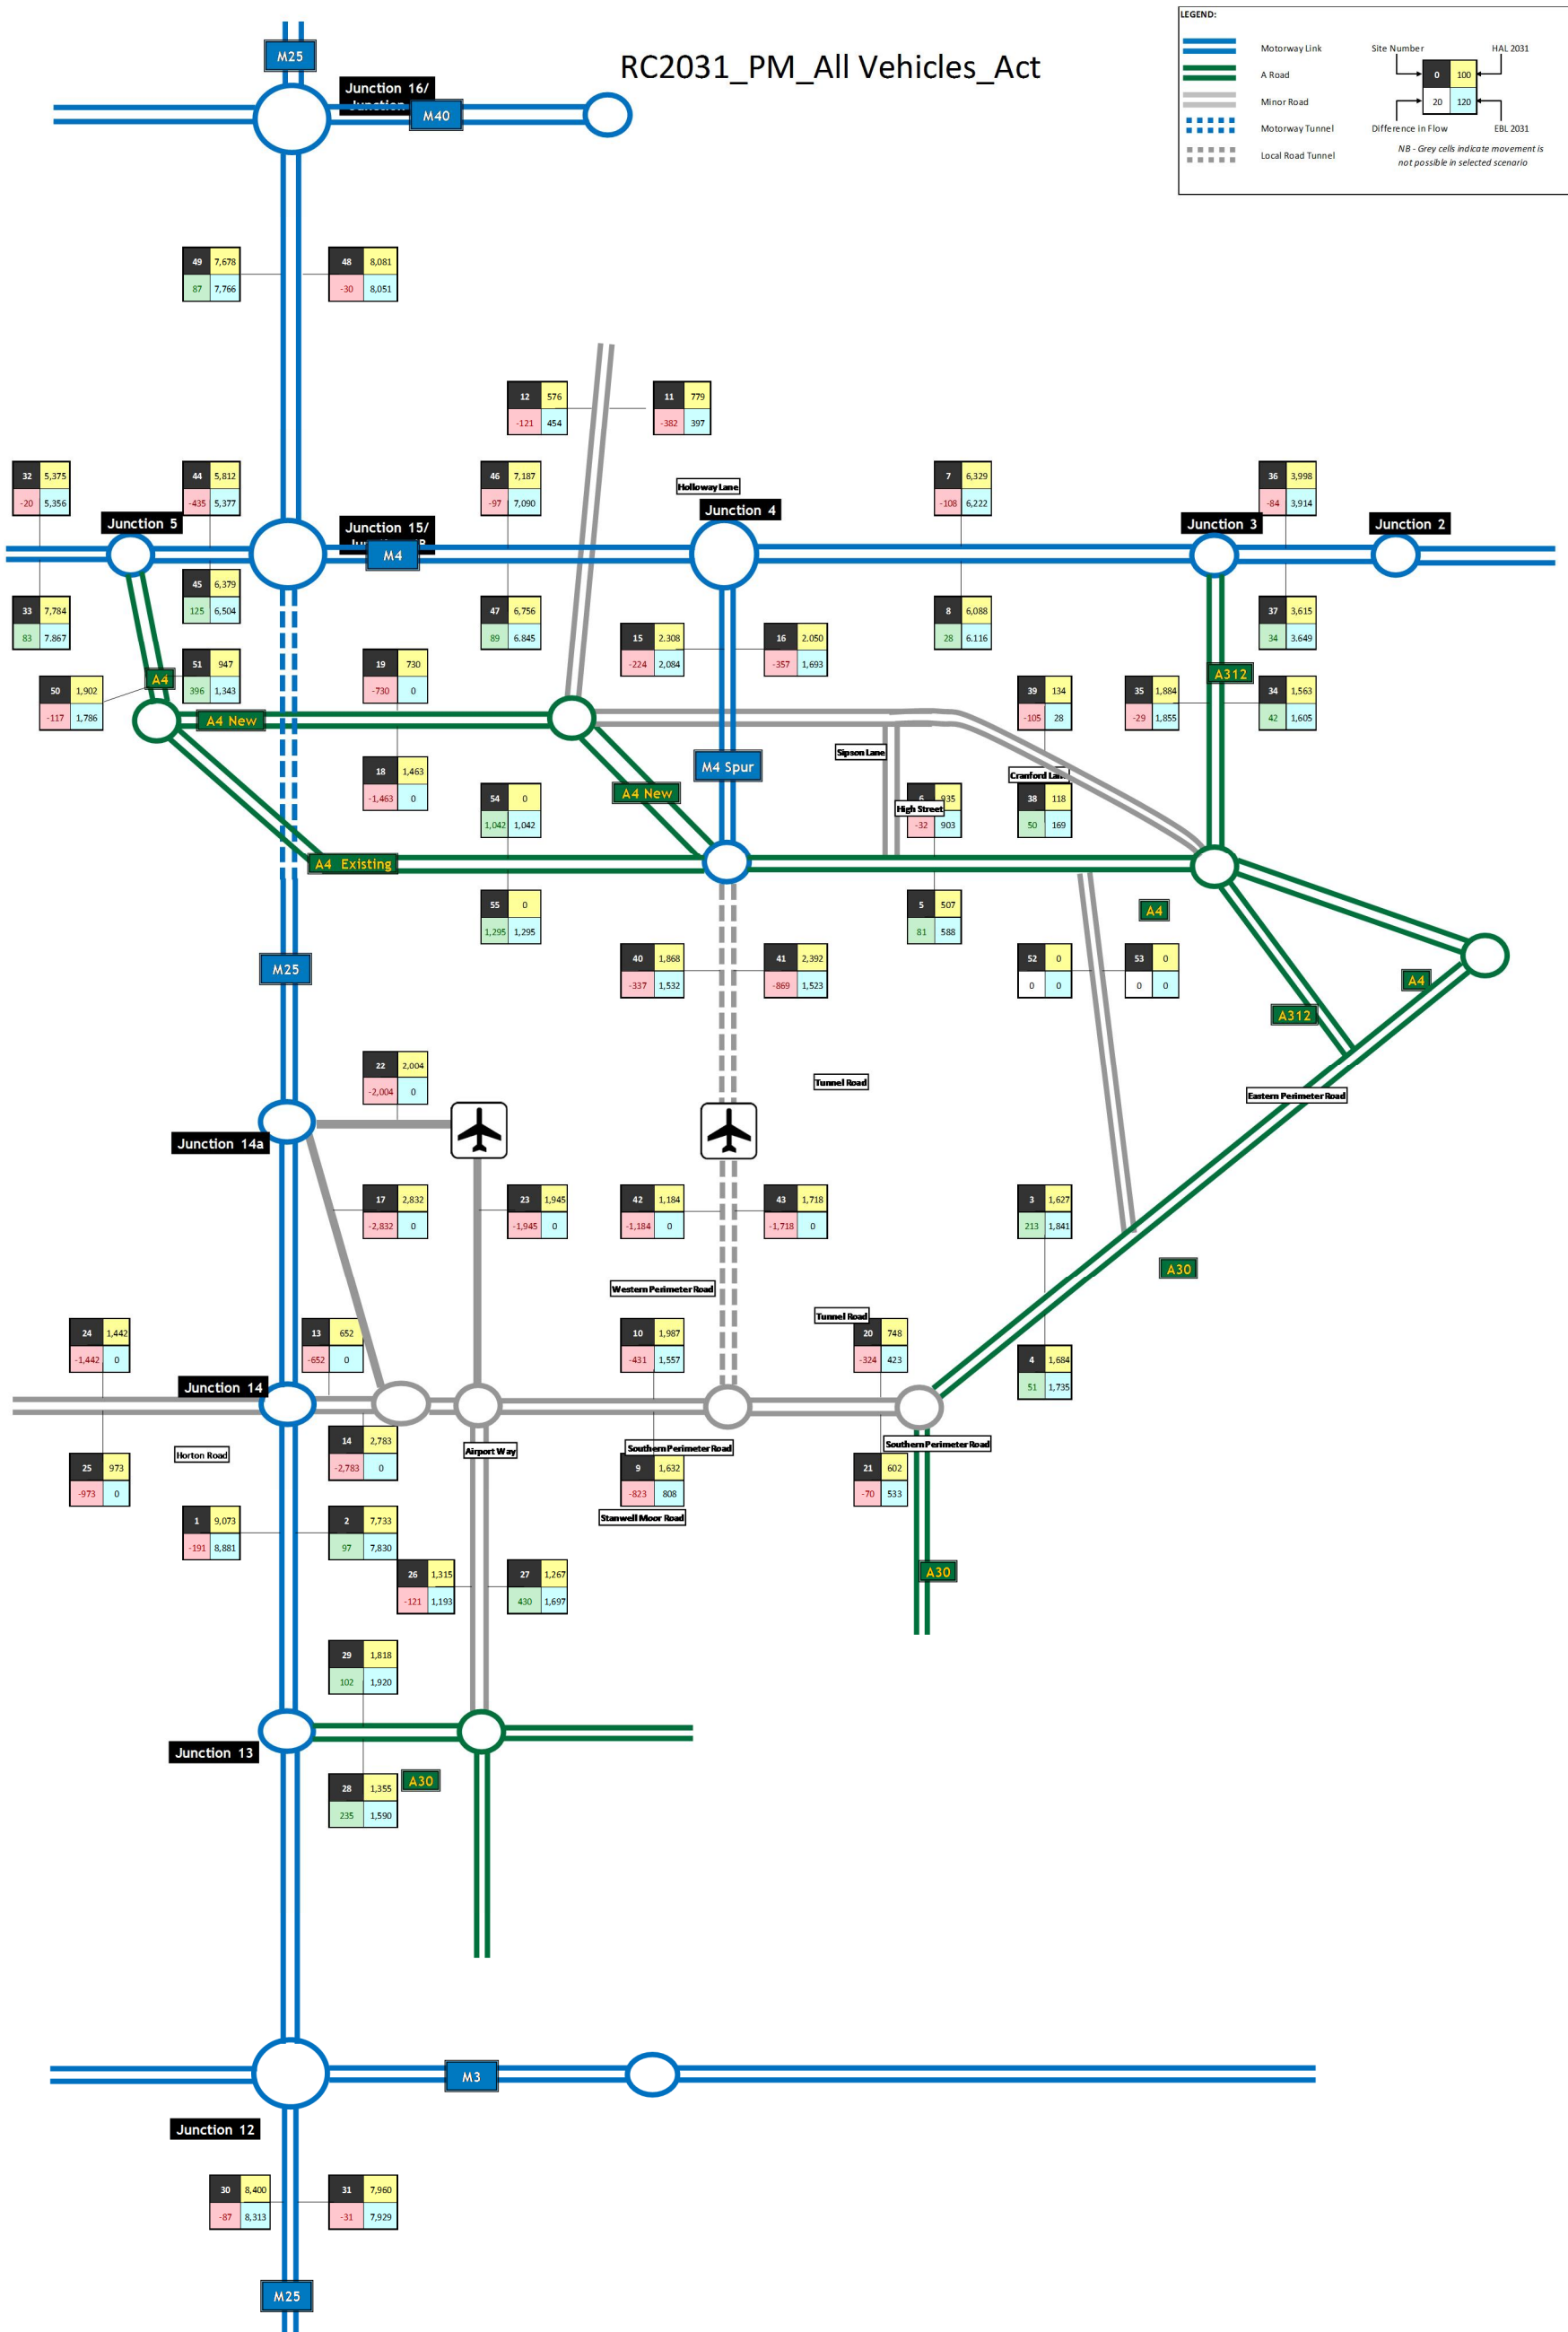 RC2031_PM_All Vehicles_Act
LEGEND:
Motorway Link
A Road
Minor Road
Motorway Tunnel
Local Road Tunnel
Site Number
HAL 2031
0 100
20 120
Difference in Flow
EBL 2031
NB - Grey cells indicate movement is
not possible in selected scenario
M25
Junction 16/
M40
49 7,678
87 7,766
48 8,081
-30 8,051
12 576
-121 454
11 779
-382 397
32 5,375
-20 5,356
44 5,812
-435 5,377
46 7,187
-97 7,090
Holloway Lane
7 6,329
-108 6,222
36 3,998
-84 3,914
Junction 5
Junction 15/
M4
Junction 4
Junction 3
Junction 2
33 7,784
83 7.867
45 6,379
125 6,504
47 6,756
89 6.845
8 6,088
28 6.116
37 3,615
34 3.649
15 2.308
-224 2,084
16 2.050
-357 1,693
50 1,902
-117 1,786
51 947
396 1,343
19 730
-730 0
39 134
-105 28
35 1,884
-29 1,855
34 1,563
42 1,605
A4
A312
A4 New
Sipson Lane
M4 Spur
Cranford Lane
18 1,463
-1,463 0
54 0
1,042 1,042
A4 New
High Street
6 935
-32 903
38 118
50 169
A4 Existing
55 0
1,295 1,295
5 507
81 588
A4
M25
40 1,868
-337 1,532
41 2,392
-869 1,523
52 0
0 0
53 0
0 0
A4
A312
22 2,004
-2,004 0
Tunnel Road
Eastern Perimeter Road
Junction 14a
17 2,832
-2,832 0
23 1,945
-1,945 0
42 1,184
-1,184 0
43 1,718
-1,718 0
3 1,627
213 1,841
A30
Western Perimeter Road
Tunnel Road
24 1,442
-1,442 0
13 652
-652 0
10 1,987
-431 1,557
20 748
-324 423
4 1,684
51 1,735
Junction 14
Horton Road
14 2,783
-2,783 0
Airport Way
Southern Perimeter Road
Southern Perimeter Road
25 973
-973 0
9 1,632
-823 808
21 602
-70 533
Stanwell Moor Road
1 9,073
-191 8,881
2 7,733
97 7,830
26 1,315
-121 1,193
27 1,267
430 1,697
A30
29 1,818
102 1,920
Junction 13
28 1,355
235 1,590
A30
M3
Junction 12
30 8,400
-87 8,313
31 7,960
-31 7,929
M25